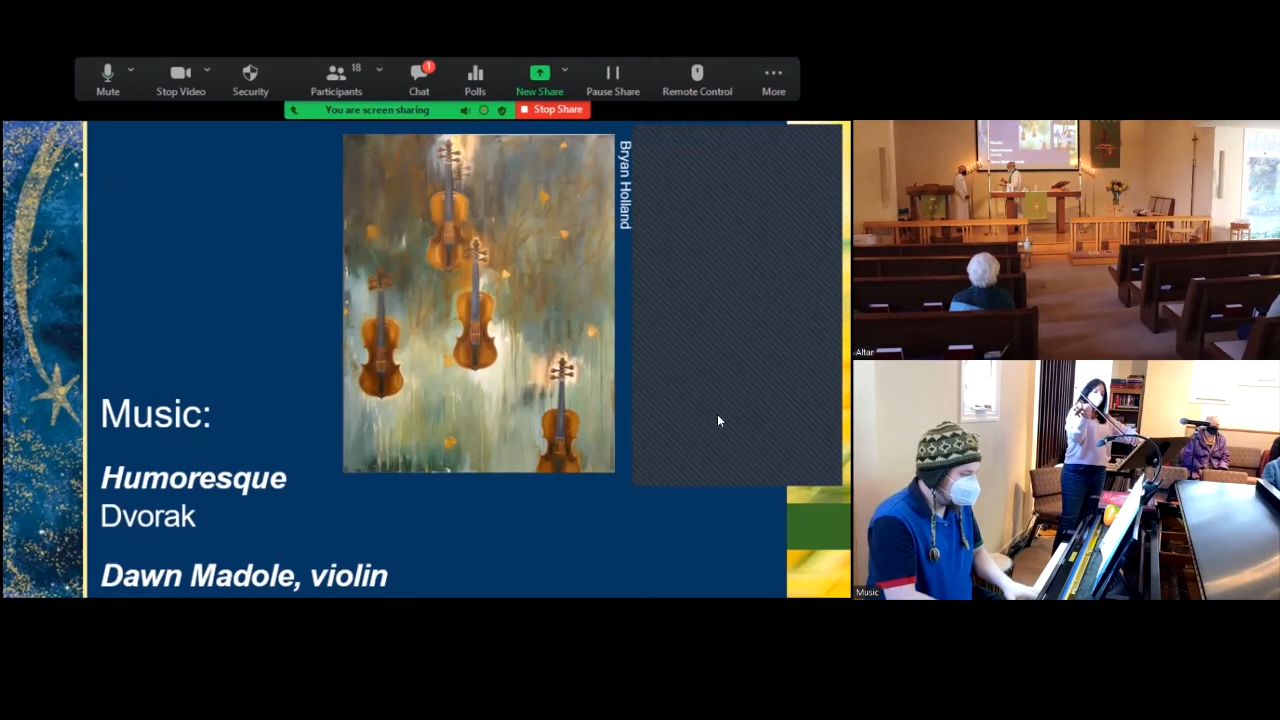 Mute
Stop Video
Security
18
Participants
1
Chat
Polls
New Share
Pause Share
Remote Control
More
You are screen sharing
Stop Share
Bryan Holland
Music:
Humoresque
Dvorak
Dawn Madole, violin
Altar
Music